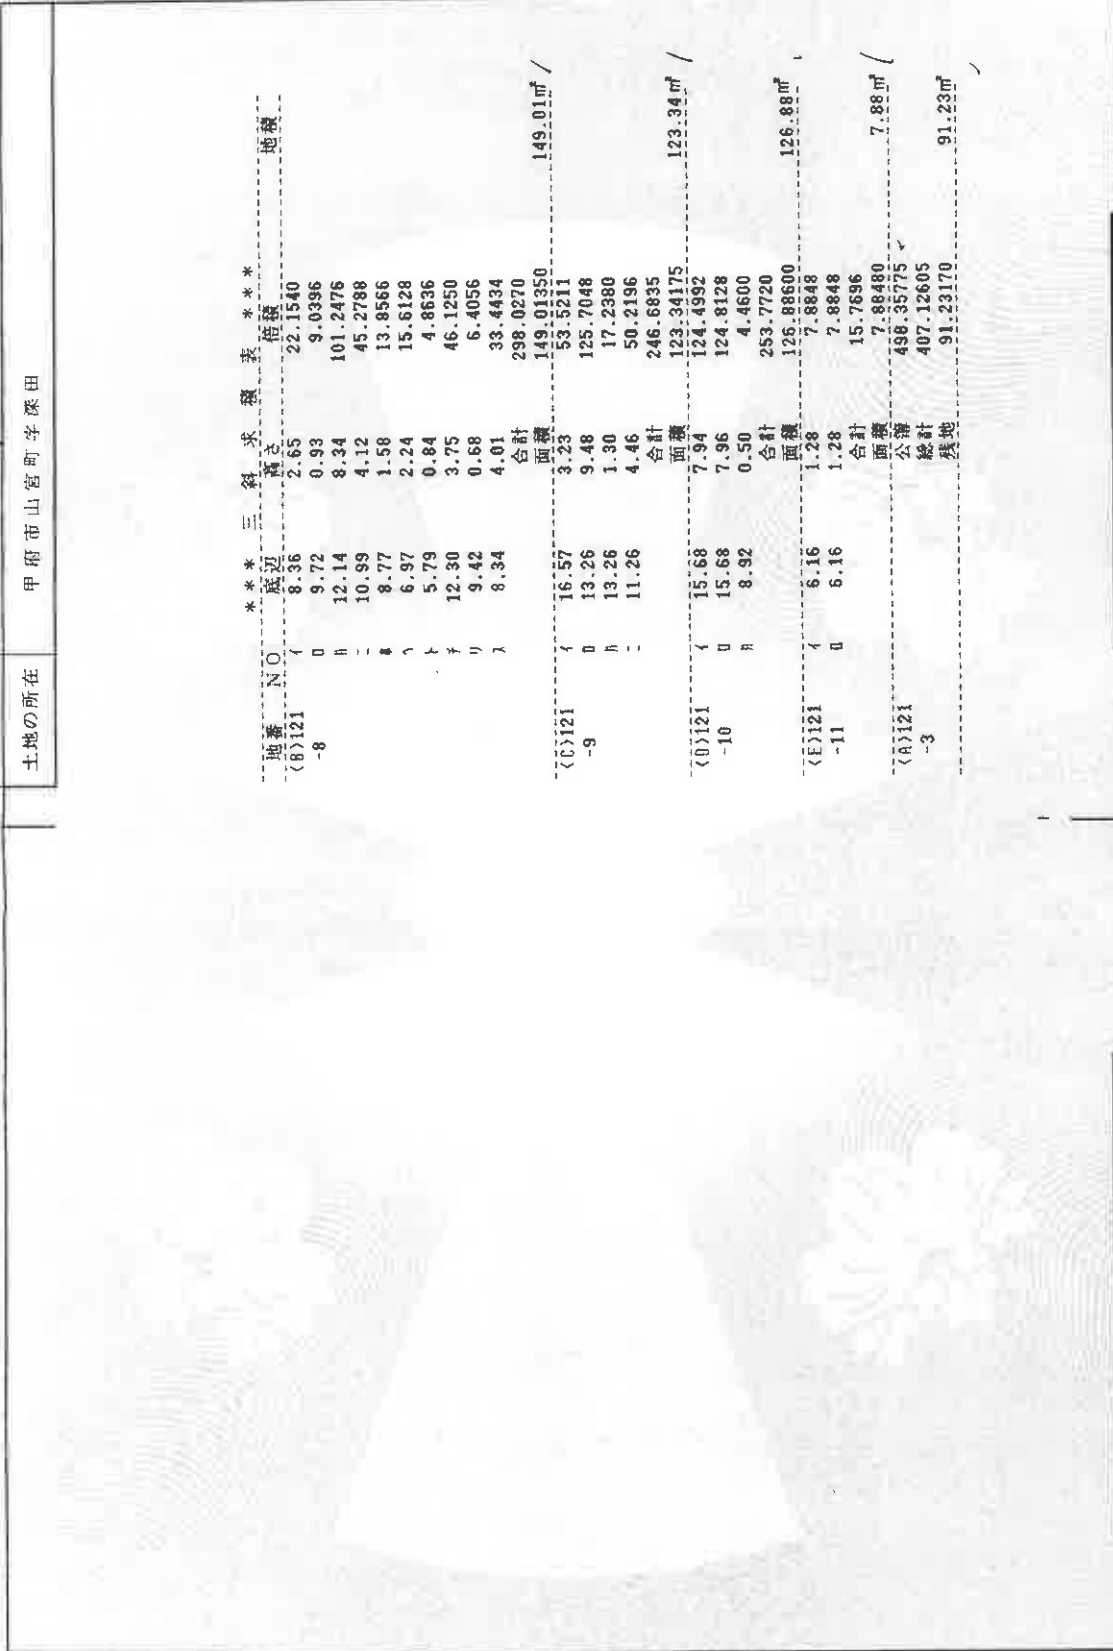 土地の所在 甲府市山宮町字深田
*** 三斜求積表 ***
地番 NO 底辺 高さ 倍積 地積
(B)121 イ 8.36 2.65 22.1540
-8 ロ 9.72 0.93 9.0396
ハ 12.14 8.34 101.2476
ニ 10.99 4.12 45.2788
ホ 8.77 1.58 13.8566
ヘ 6.97 2.24 15.6128
ト 5.79 0.84 4.8636
チ 12.30 3.75 46.1250
リ 9.42 0.68 6.4056
ヌ 8.34 4.01 33.4434
合計 298.0270
面積 149.01350 149.01㎡
(C)121 イ 16.57 3.23 53.5211
-9 ロ 13.26 9.48 125.7048
ハ 13.26 1.30 17.2380
ニ 11.26 4.46 50.2196
合計 246.6835
面積 123.34175 123.34㎡
(D)121 イ 15.68 7.94 124.4992
-10 ロ 15.68 7.96 124.8128
ハ 8.92 0.50 4.4600
合計 253.7720
面積 126.88600 126.88㎡
(E)121 イ 6.16 1.28 7.8848
-11 ロ 6.16 1.28 7.8848
合計 15.7696
面積 7.88480 7.88㎡
(A)121 公簿 498.35775
-3 総計 407.12605
残地 91.23170 91.23㎡